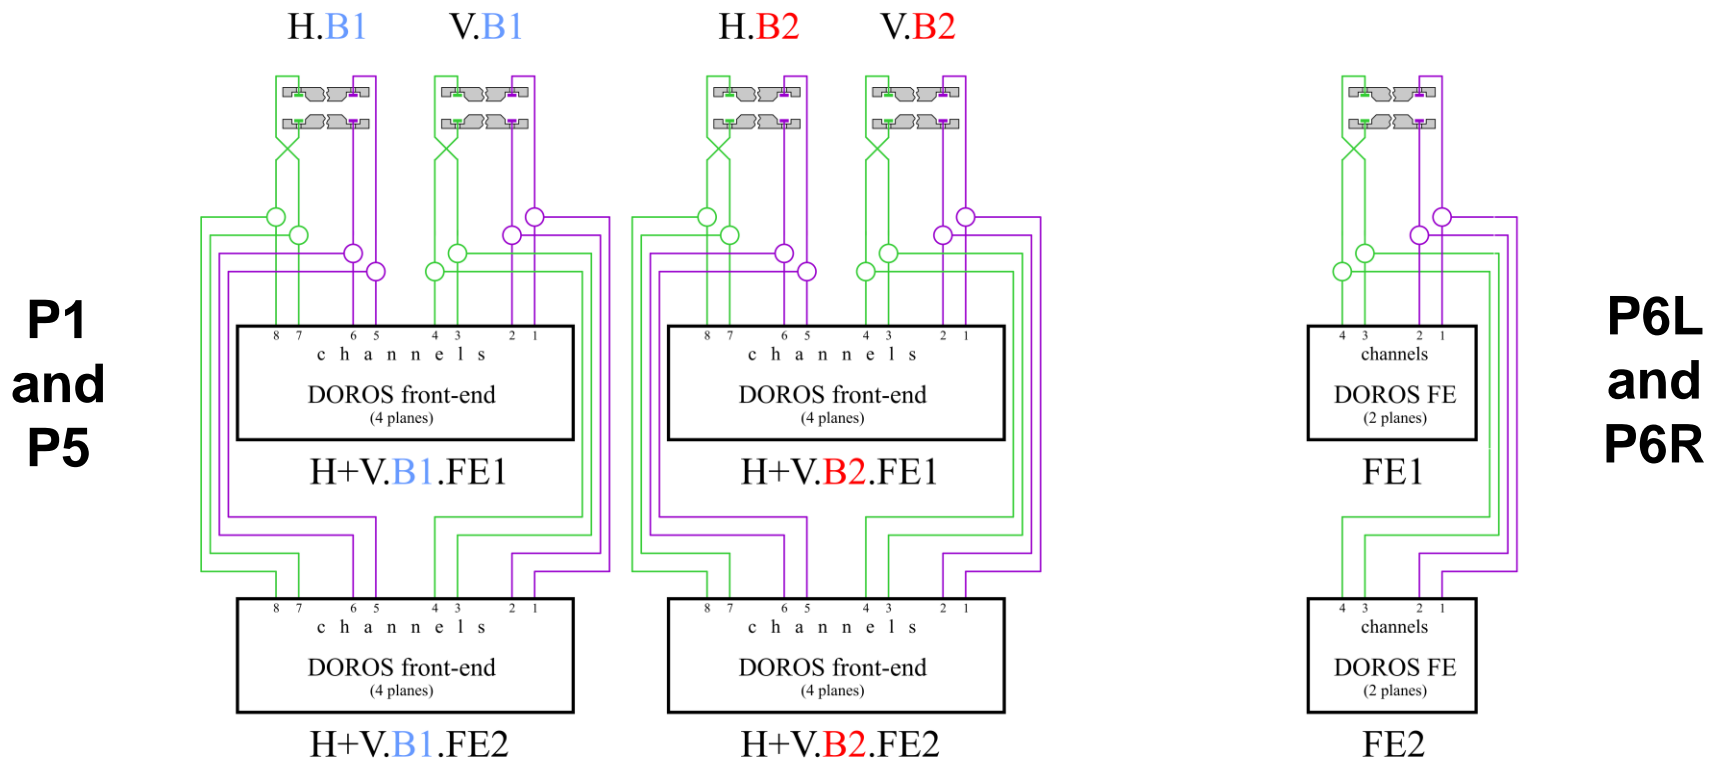 H.B1 V.B1 H.B2 V.B2
P1
and
P5
P6L
and
P6R
8 7 6 5 4 3 2 1
c h a n n e l s
DOROS front-end
(4 planes)
H+V.B1.FE1
8 7 6 5 4 3 2 1
c h a n n e l s
DOROS front-end
(4 planes)
H+V.B2.FE1
4 3 2 1
channels
DOROS FE
(2 planes)
FE1
8 7 6 5 4 3 2 1
c h a n n e l s
DOROS front-end
(4 planes)
H+V.B1.FE2
8 7 6 5 4 3 2 1
c h a n n e l s
DOROS front-end
(4 planes)
H+V.B2.FE2
4 3 2 1
channels
DOROS FE
(2 planes)
FE2